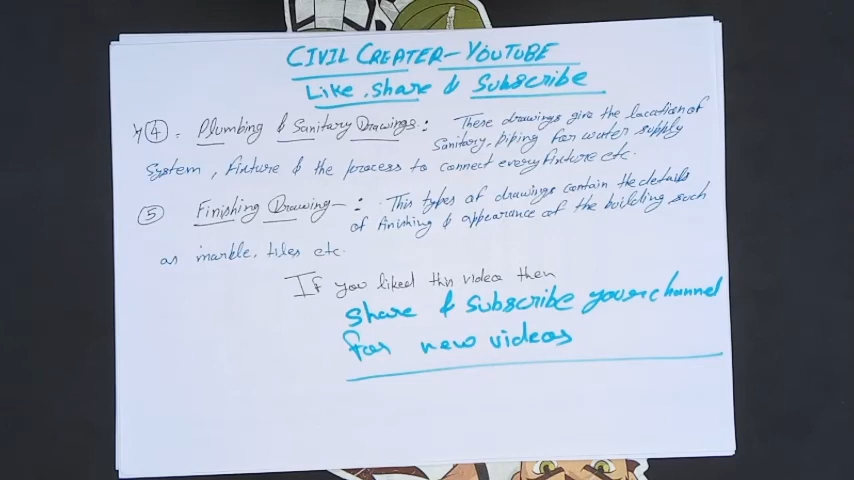 CIVIL CREATER - YOUTUBE
Like, Share & Subscribe
④ Plumbing & Sanitary Drawings : These drawings give the location of
Sanitary, piping for water supply
System, fixture & the process to connect every fixture etc.
⑤ Finishing Drawing - : This types of drawings contain the details
of finishing & appearance of the building such
as marble, tiles etc.
If you liked this video then
Share & Subscribe your channel
for new videos